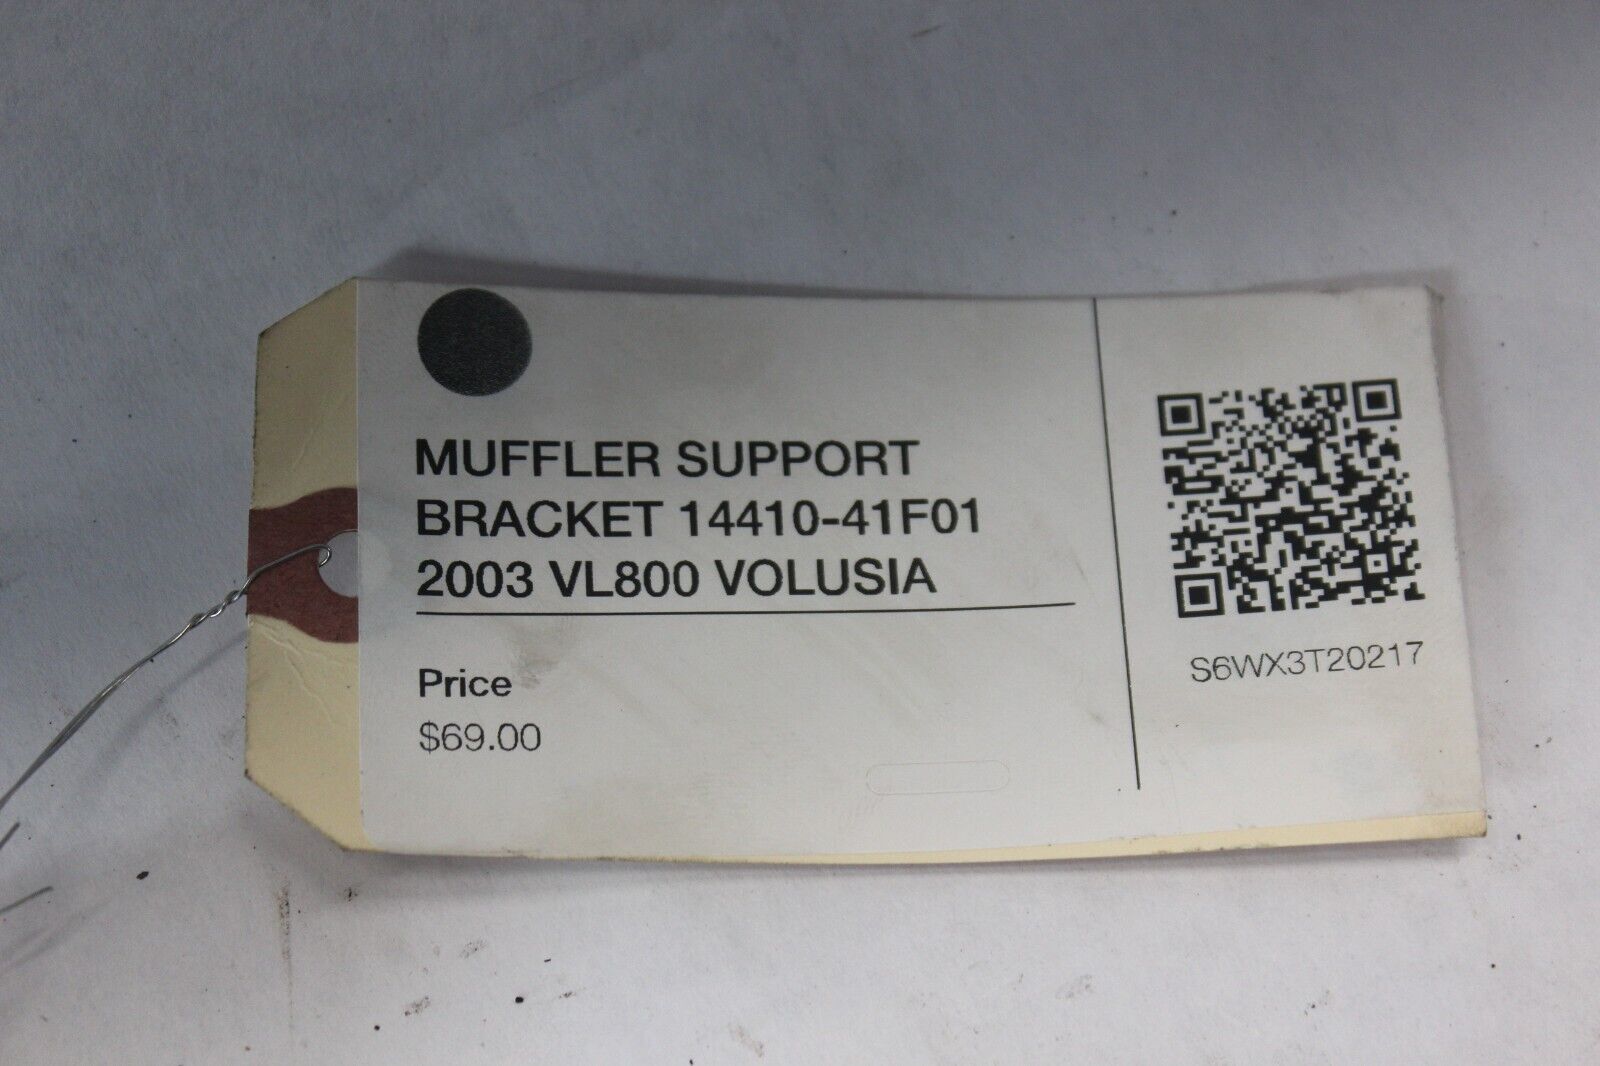 MUFFLER SUPPORT
BRACKET 14410-41F01
2003 VL800 VOLUSIA
Price
$69.00
S6WX3T20217